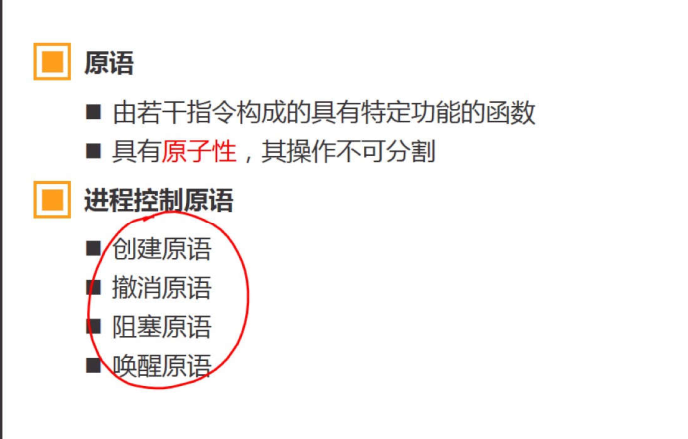 原语
由若干指令构成的具有特定功能的函数
具有原子性，其操作不可分割
进程控制原语
创建原语
撤消原语
阻塞原语
唤醒原语